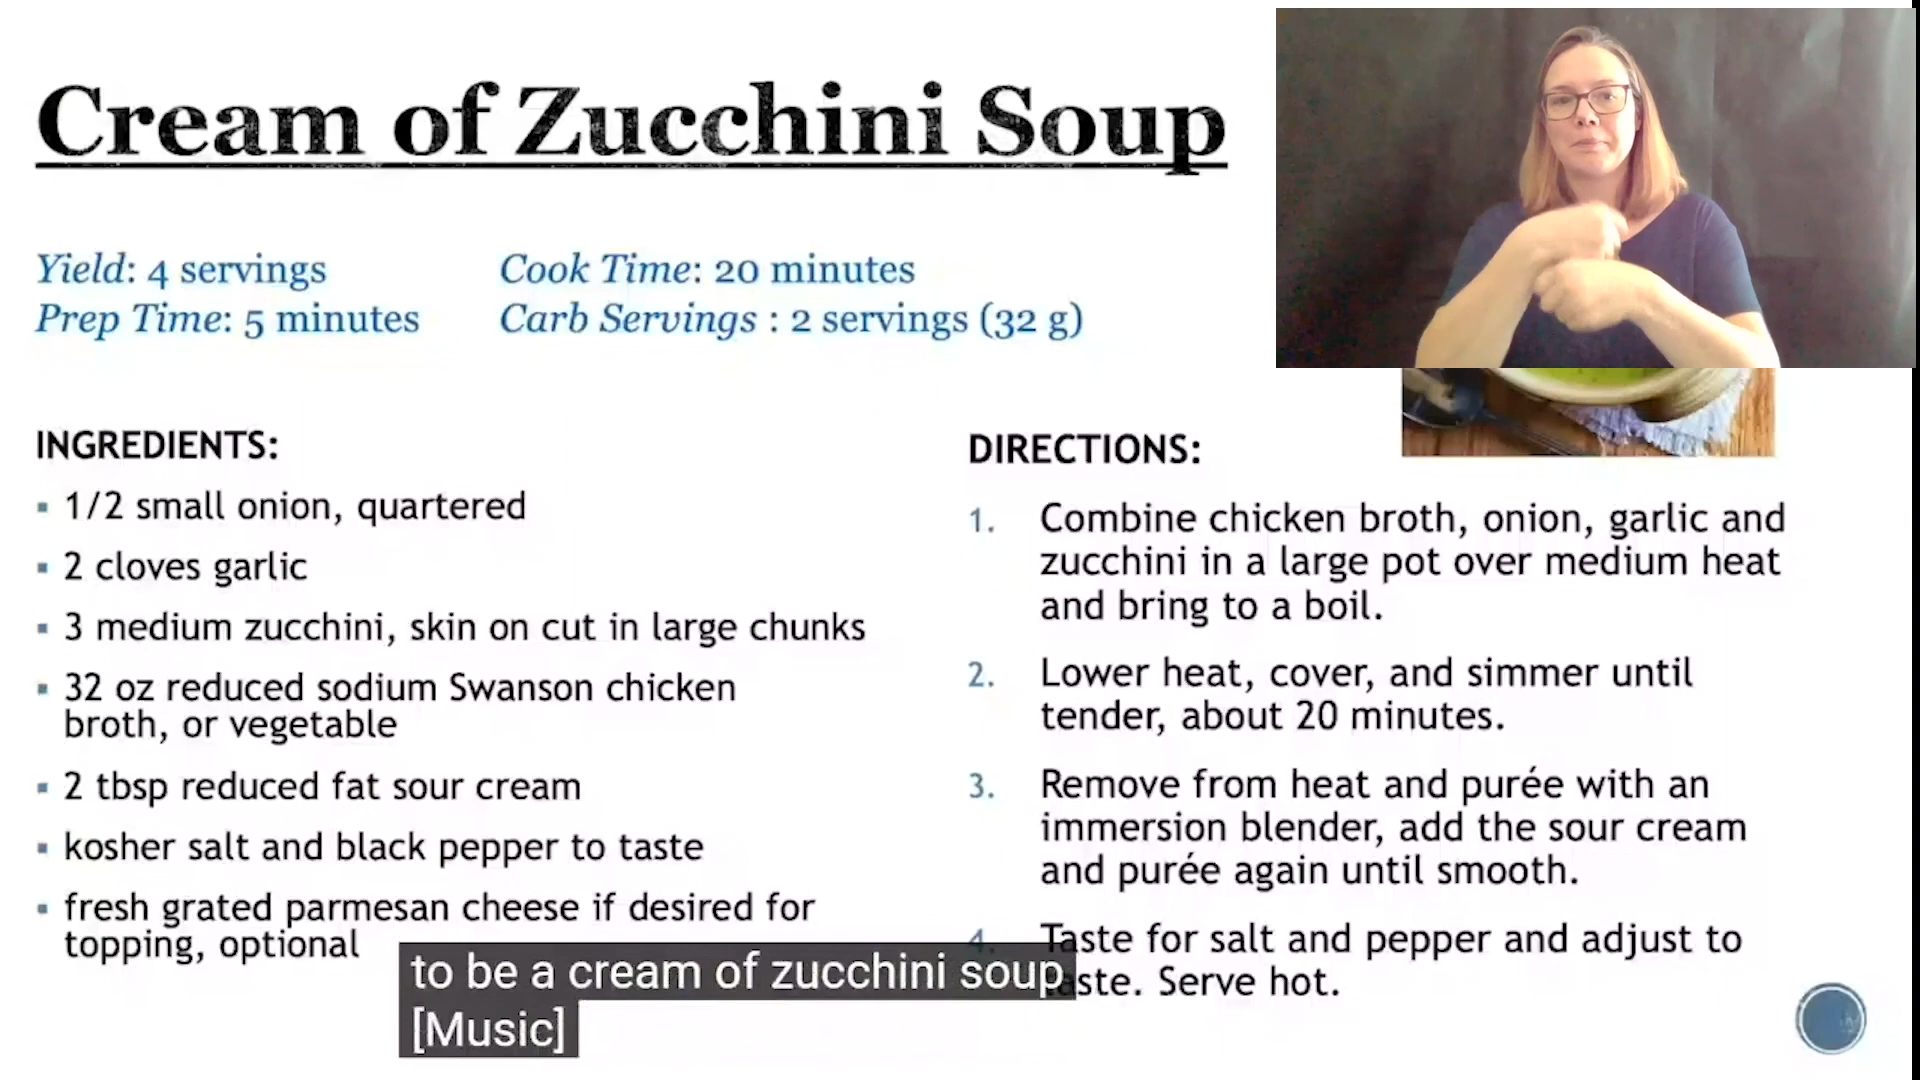 Cream of Zucchini Soup
Yield: 4 servings
Prep Time: 5 minutes
Cook Time: 20 minutes
Carb Servings : 2 servings (32 g)
INGREDIENTS:
▪ 1/2 small onion, quartered
▪ 2 cloves garlic
▪ 3 medium zucchini, skin on cut in large chunks
▪ 32 oz reduced sodium Swanson chicken
broth, or vegetable
▪ 2 tbsp reduced fat sour cream
▪ kosher salt and black pepper to taste
▪ fresh grated parmesan cheese if desired for
topping, optional
DIRECTIONS:
1. Combine chicken broth, onion, garlic and
zucchini in a large pot over medium heat
and bring to a boil.
2. Lower heat, cover, and simmer until
tender, about 20 minutes.
3. Remove from heat and purée with an
immersion blender, add the sour cream
and purée again until smooth.
4. Taste for salt and pepper and adjust to
taste. Serve hot.
to be a cream of zucchini soup
[Music]